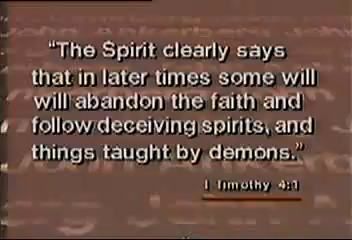 "The Spirit clearly says
that in later times some will
will abandon the faith and
follow deceiving spirits, and
things taught by demons."
I Timothy 4:1